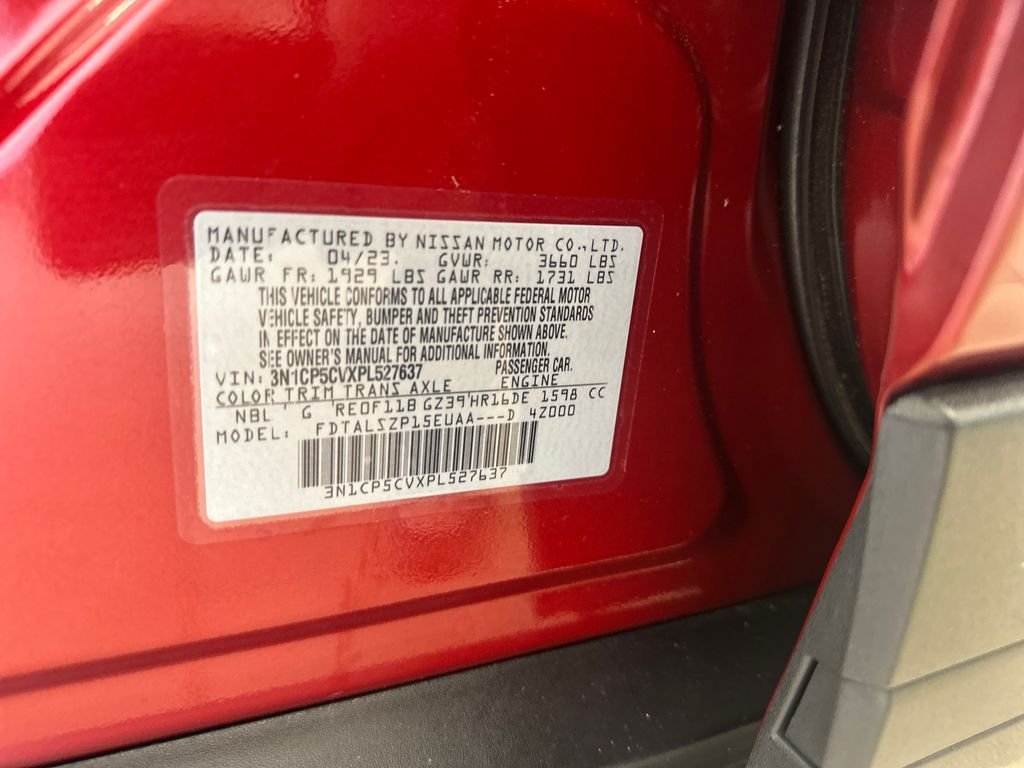 MANUFACTURED BY NISSAN MOTOR CO.,LTD.
DATE: 04/23. GVWR: 3660 LBS
GAWR FR: 1929 LBS GAWR RR: 1731 LBS
THIS VEHICLE CONFORMS TO ALL APPLICABLE FEDERAL MOTOR
VEHICLE SAFETY, BUMPER AND THEFT PREVENTION STANDARDS
IN EFFECT ON THE DATE OF MANUFACTURE SHOWN ABOVE.
SEE OWNER'S MANUAL FOR ADDITIONAL INFORMATION.
VIN: 3N1CP5CVXPL527637 PASSENGER CAR.
COLOR TRIM TRANS AXLE ENGINE
NBL G RE0F11B GZ39 HR16DE 1598 CC
MODEL: FDTALSZP15EUAA---D 4Z000
3N1CP5CVXPL527637